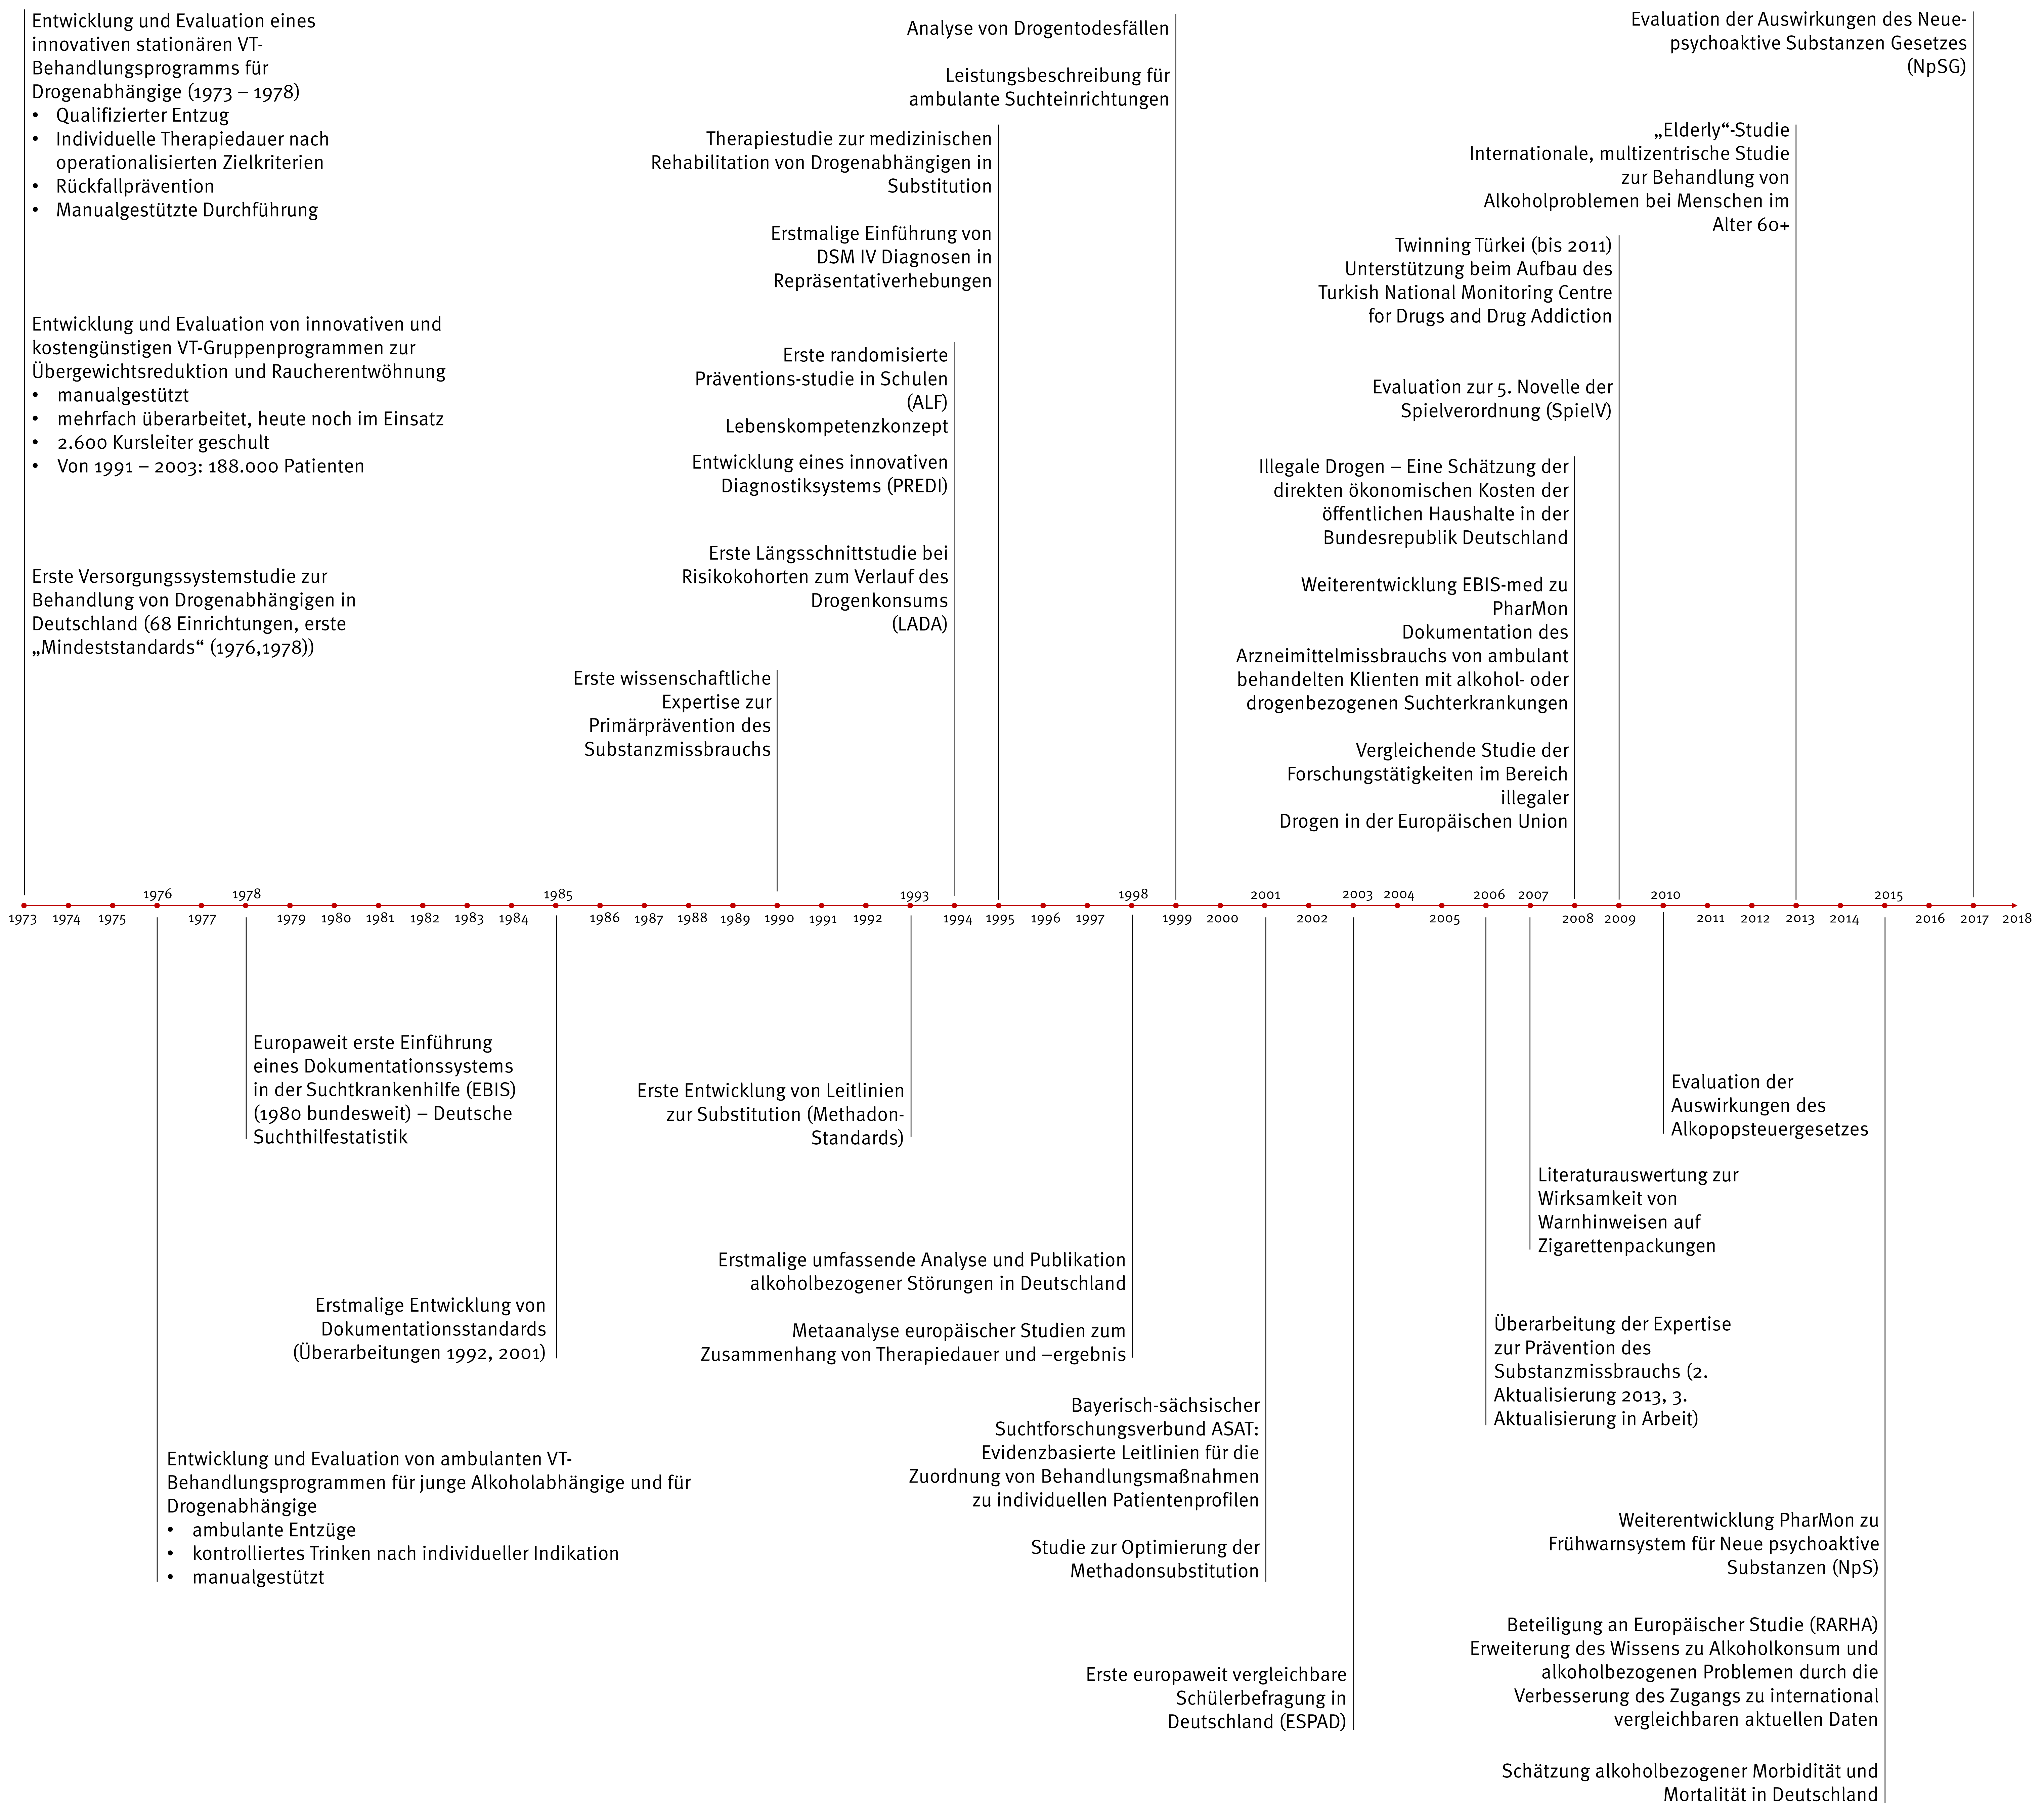 Entwicklung und Evaluation eines
innovativen stationären VT-
Behandlungsprogramms für
Drogenabhängige (1973 – 1978)
• Qualifizierter Entzug
• Individuelle Therapiedauer nach
operationalisierten Zielkriterien
• Rückfallprävention
• Manualgestützte Durchführung
Entwicklung und Evaluation von innovativen und
kostengünstigen VT-Gruppenprogrammen zur
Übergewichtsreduktion und Raucherentwöhnung
• manualgestützt
• mehrfach überarbeitet, heute noch im Einsatz
• 2.600 Kursleiter geschult
• Von 1991 – 2003: 188.000 Patienten
Erste Versorgungssystemstudie zur
Behandlung von Drogenabhängigen in
Deutschland (68 Einrichtungen, erste
„Mindeststandards“ (1976,1978))
Erste wissenschaftliche
Expertise zur
Primärprävention des
Substanzmissbrauchs
Erste randomisierte
Präventions-studie in Schulen
(ALF)
Lebenskompetenzkonzept
Entwicklung eines innovativen
Diagnostiksystems (PREDI)
Erste Längsschnittstudie bei
Risikokohorten zum Verlauf des
Drogenkonsums
(LADA)
Therapiestudie zur medizinischen
Rehabilitation von Drogenabhängigen in
Substitution
Erstmalige Einführung von
DSM IV Diagnosen in
Repräsentativerhebungen
Analyse von Drogentodesfällen
Leistungsbeschreibung für
ambulante Suchteinrichtungen
Illegale Drogen – Eine Schätzung der
direkten ökonomischen Kosten der
öffentlichen Haushalte in der
Bundesrepublik Deutschland
Weiterentwicklung EBIS-med zu
PharMon
Dokumentation des
Arzneimittelmissbrauchs von ambulant
behandelten Klienten mit alkohol- oder
drogenbezogenen Suchterkrankungen
Vergleichende Studie der
Forschungstätigkeiten im Bereich
illegaler
Drogen in der Europäischen Union
Twinning Türkei (bis 2011)
Unterstützung beim Aufbau des
Turkish National Monitoring Centre
for Drugs and Drug Addiction
Evaluation zur 5. Novelle der
Spielverordnung (SpielV)
„Elderly“-Studie
Internationale, multizentrische Studie
zur Behandlung von
Alkoholproblemen bei Menschen im
Alter 60+
Evaluation der Auswirkungen des Neue-
psychoaktive Substanzen Gesetzes
(NpSG)
1976 1978 1985 1993 1998 2001 2003 2004 2006 2007 2010 2015
1973 1974 1975 1977 1979 1980 1981 1982 1983 1984 1986 1987 1988 1989 1990 1991 1992 1994 1995 1996 1997 1999 2000 2002 2005 2008 2009 2011 2012 2013 2014 2016 2017 2018
Europaweit erste Einführung
eines Dokumentationssystems
in der Suchtkrankenhilfe (EBIS)
(1980 bundesweit) – Deutsche
Suchthilfestatistik
Erstmalige Entwicklung von
Dokumentationsstandards
(Überarbeitungen 1992, 2001)
Entwicklung und Evaluation von ambulanten VT-
Behandlungsprogrammen für junge Alkoholabhängige und für
Drogenabhängige
• ambulante Entzüge
• kontrolliertes Trinken nach individueller Indikation
• manualgestützt
Erste Entwicklung von Leitlinien
zur Substitution (Methadon-
Standards)
Erstmalige umfassende Analyse und Publikation
alkoholbezogener Störungen in Deutschland
Metaanalyse europäischer Studien zum
Zusammenhang von Therapiedauer und –ergebnis
Bayerisch-sächsischer
Suchtforschungsverbund ASAT:
Evidenzbasierte Leitlinien für die
Zuordnung von Behandlungsmaßnahmen
zu individuellen Patientenprofilen
Studie zur Optimierung der
Methadonsubstitution
Erste europaweit vergleichbare
Schülerbefragung in
Deutschland (ESPAD)
Evaluation der
Auswirkungen des
Alkopopsteuergesetzes
Literaturauswertung zur
Wirksamkeit von
Warnhinweisen auf
Zigarettenpackungen
Überarbeitung der Expertise
zur Prävention des
Substanzmissbrauchs (2.
Aktualisierung 2013, 3.
Aktualisierung in Arbeit)
Weiterentwicklung PharMon zu
Frühwarnsystem für Neue psychoaktive
Substanzen (NpS)
Beteiligung an Europäischer Studie (RARHA)
Erweiterung des Wissens zu Alkoholkonsum und
alkoholbezogenen Problemen durch die
Verbesserung des Zugangs zu international
vergleichbaren aktuellen Daten
Schätzung alkoholbezogener Morbidität und
Mortalität in Deutschland